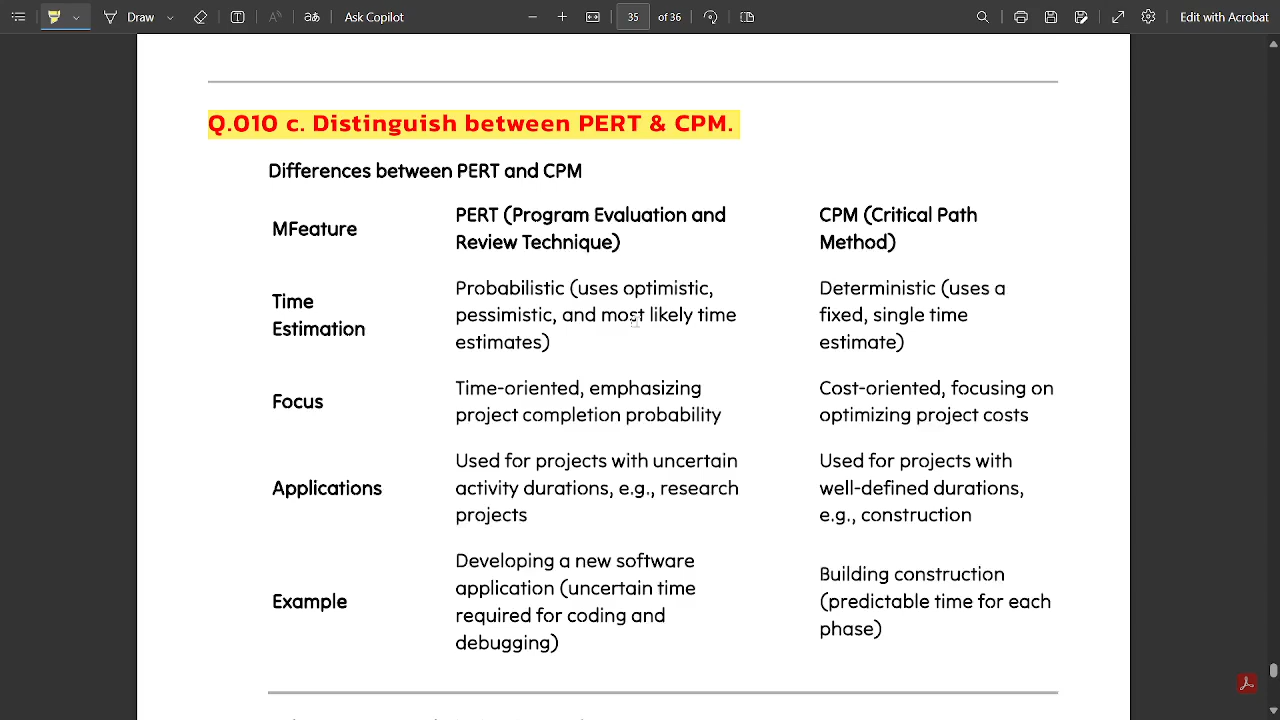 Draw
Ask Copilot
35
of 36
Edit with Acrobat
Q.010 c. Distinguish between PERT & CPM.
Differences between PERT and CPM
MFeature
PERT (Program Evaluation and
Review Technique)
CPM (Critical Path
Method)
Time
Estimation
Probabilistic (uses optimistic,
pessimistic, and most likely time
estimates)
Deterministic (uses a
fixed, single time
estimate)
Focus
Time-oriented, emphasizing
project completion probability
Cost-oriented, focusing on
optimizing project costs
Applications
Used for projects with uncertain
activity durations, e.g., research
projects
Used for projects with
well-defined durations,
e.g., construction
Example
Developing a new software
application (uncertain time
required for coding and
debugging)
Building construction
(predictable time for each
phase)